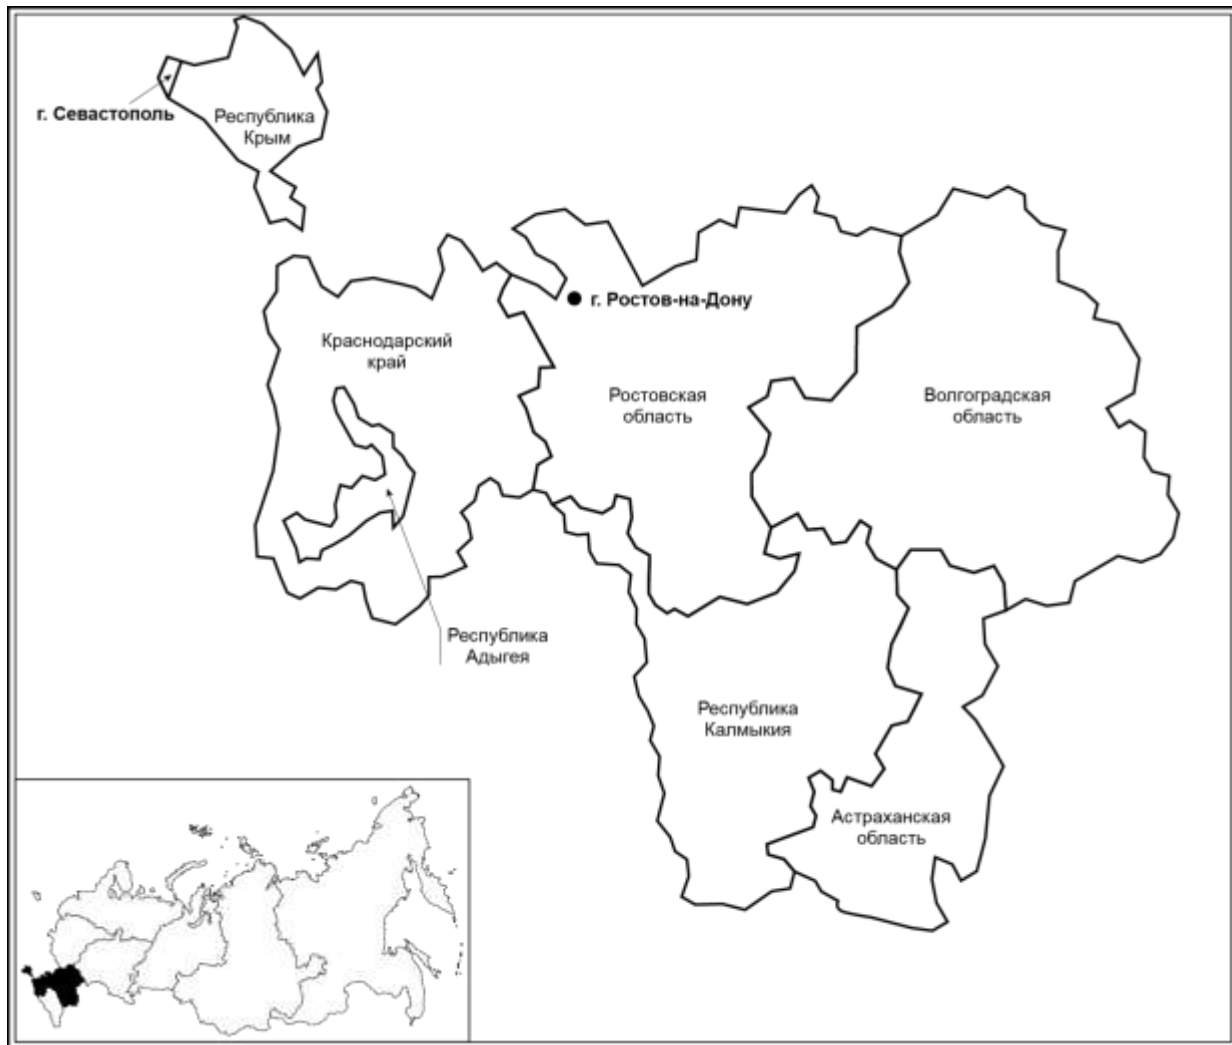 г. Севастополь
Республика
Крым
г. Ростов-на-Дону
Краснодарский
край
Ростовская
область
Волгоградская
область
Республика
Адыгея
Республика
Калмыкия
Астраханская
область